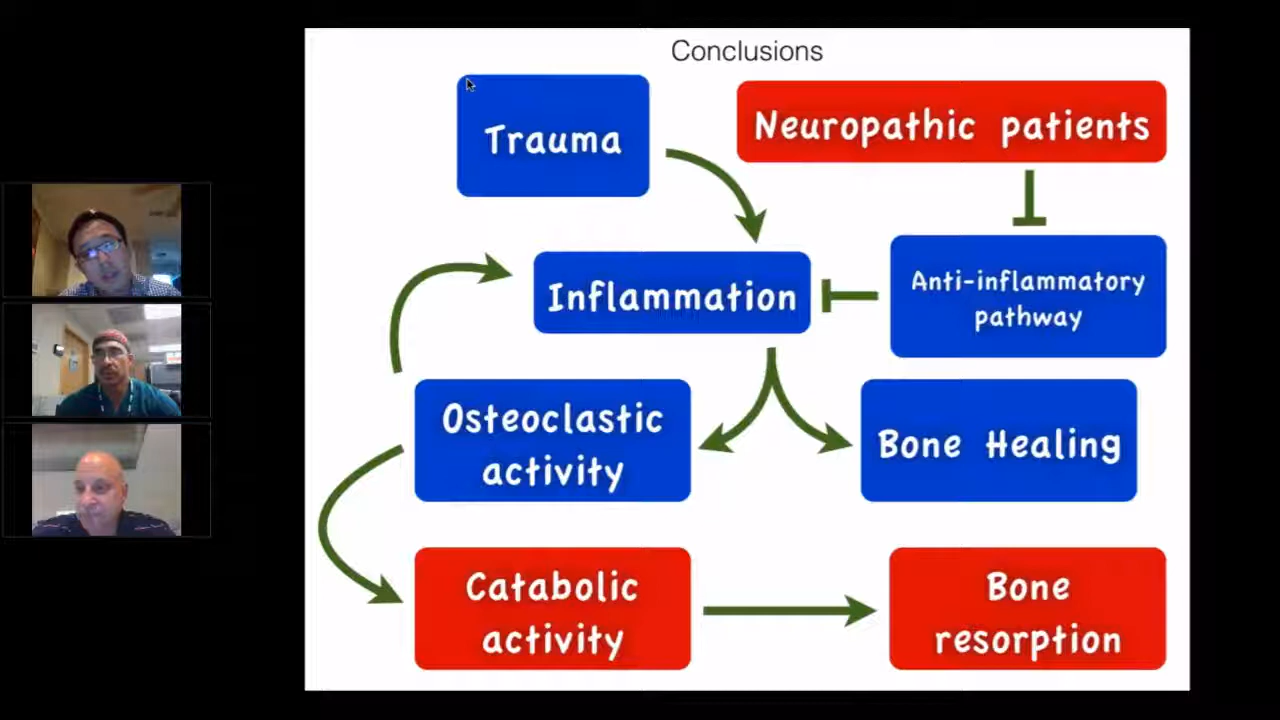 Conclusions
Trauma
Neuropathic patients
Inflammation
Anti-inflammatory
pathway
Osteoclastic
activity
Bone Healing
Catabolic
activity
Bone
resorption